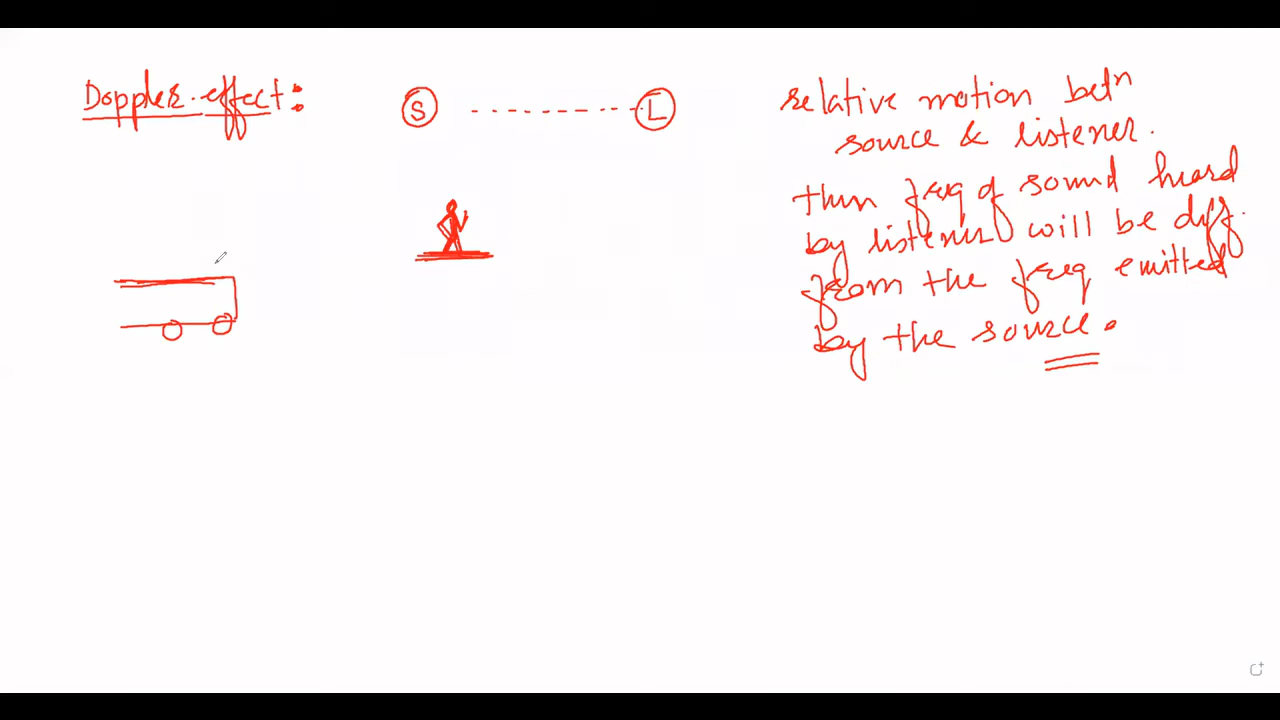 Doppler effect:
S L
relative motion betn
source & listener.
then freq of sound heard
by listener will be diff.
from the freq emitted
by the source.